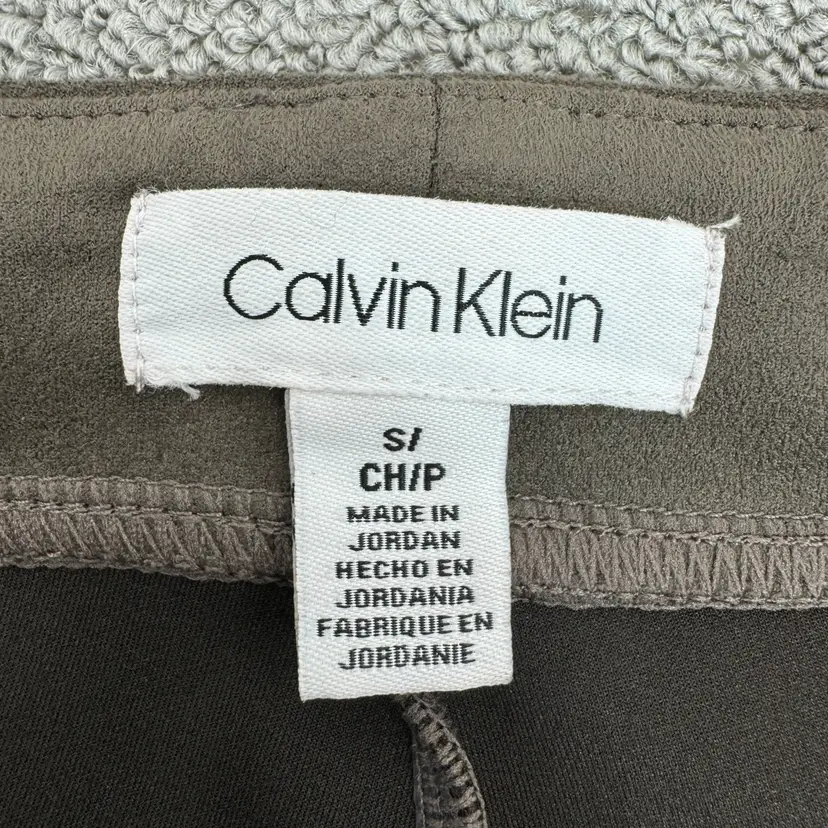 Calvin Klein
S/
CH/P
MADE IN
JORDAN
HECHO EN
JORDANIA
FABRIQUE EN
JORDANIE